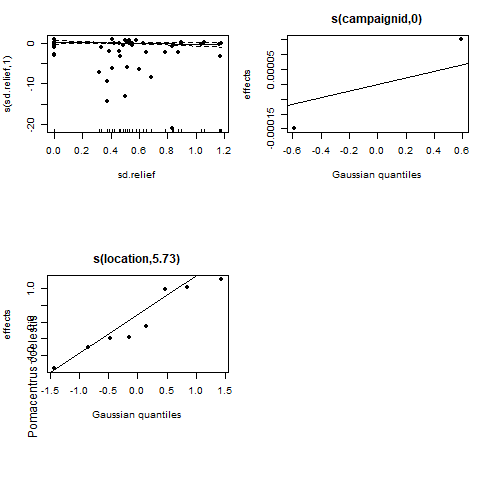 s(sd.relief,1)
0
-10
-20
0.0 0.2 0.4 0.6 0.8 1.0 1.2
sd.relief
s(campaignid,0)
effects
0.00005
-0.00015
-0.6 -0.4 -0.2 0.0 0.2 0.4 0.6
Gaussian quantiles
s(location,5.73)
effects
1.0
0.0
-1.5 -1.0 -0.5 0.0 0.5 1.0 1.5
Gaussian quantiles
Pomacentrus coelestis